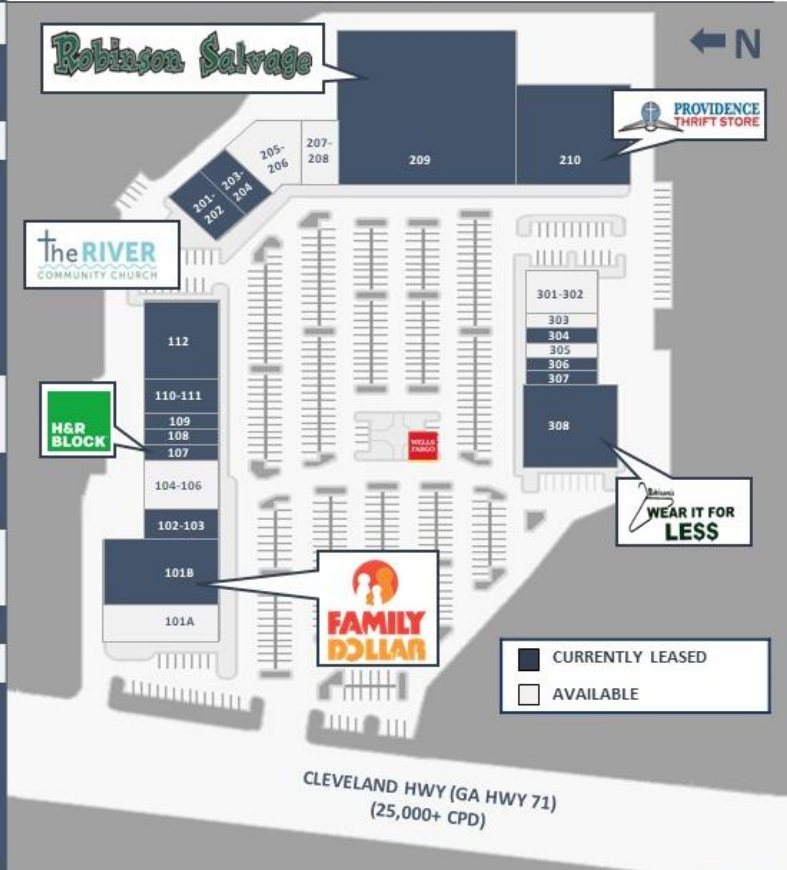 Robinson Salvage
N
PROVIDENCE
THRIFT STORE
209
210
207-
208
205-
206
203-
204
201-
202
the RIVER
COMMUNITY CHURCH
112
110-111
109
108
107
104-106
102-103
101B
101A
H&R
BLOCK
WELLS
FARGO
301-302
303
304
305
306
307
308
WEAR IT FOR
LESS
FAMILY
DOLLAR
CURRENTLY LEASED
AVAILABLE
CLEVELAND HWY (GA HWY 71)
(25,000+ CPD)